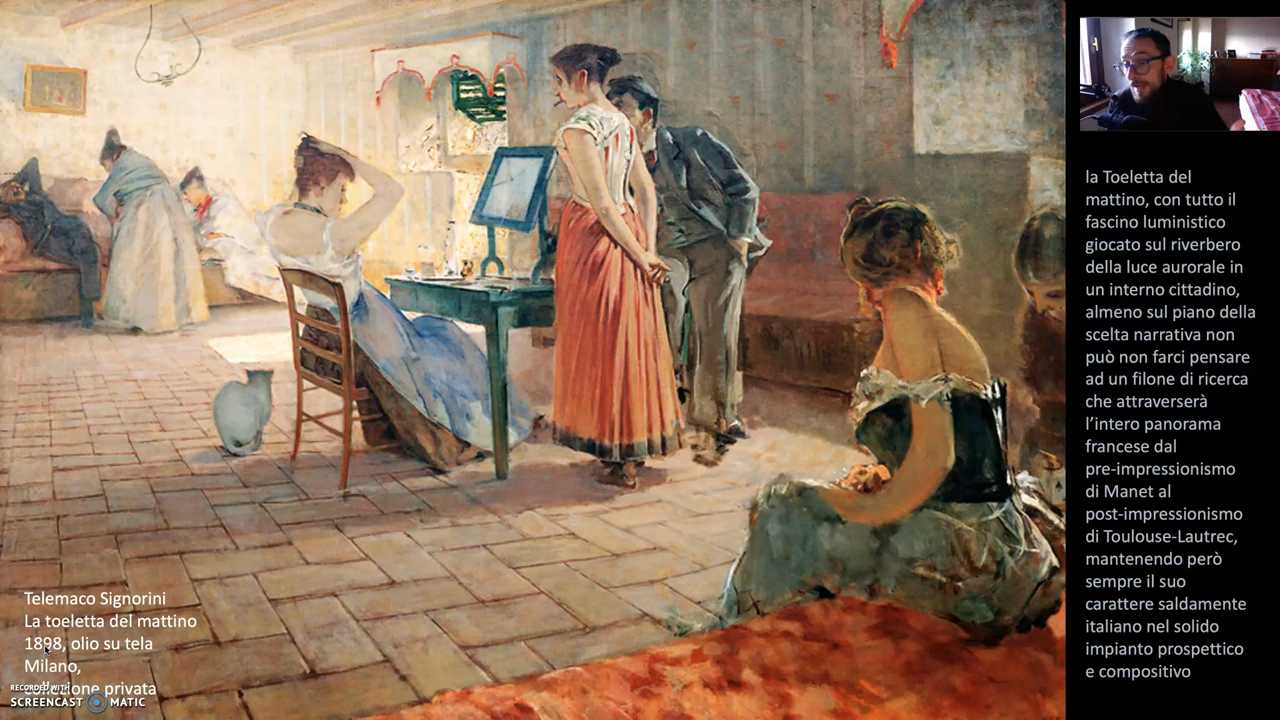 la Toeletta del
mattino, con tutto il
fascino luministico
giocato sul riverbero
della luce aurorale in
un interno cittadino,
almeno sul piano della
scelta narrativa non
può non farci pensare
ad un filone di ricerca
che attraverserà
l’intero panorama
francese dal
pre-impressionismo
di Manet al
post-impressionismo
di Toulouse-Lautrec,
mantenendo però
sempre il suo
carattere saldamente
italiano nel solido
impianto prospettico
e compositivo
Telemaco Signorini
La toeletta del mattino
1898, olio su tela
Milano,
collezione privata
RECORDED WITH
SCREENCAST MATIC